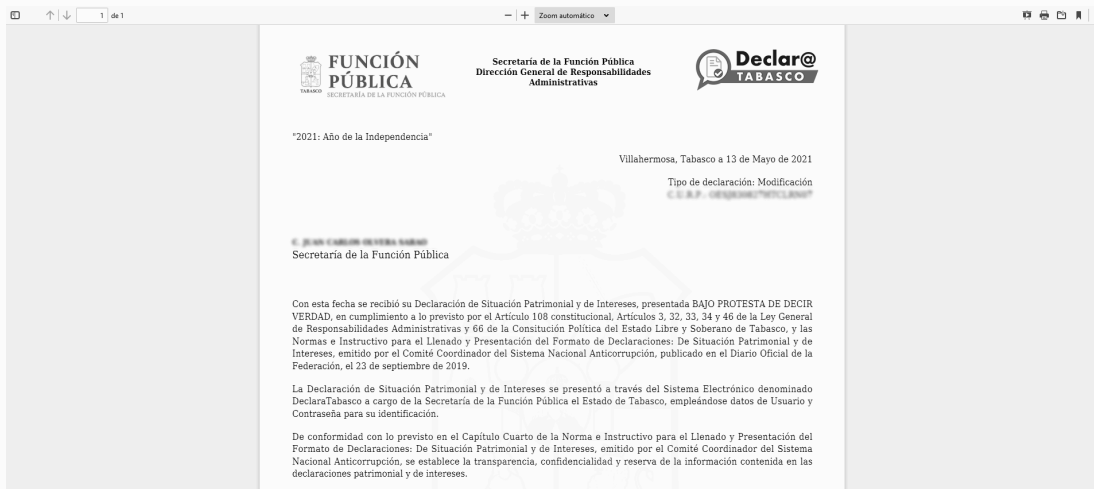 1 de 1
Zoom automático
FUNCIÓN
PÚBLICA
TABASCO
SECRETARÍA DE LA FUNCIÓN PÚBLICA
Secretaría de la Función Pública
Dirección General de Responsabilidades
Administrativas
Declar@
TABASCO
"2021: Año de la Independencia"
Villahermosa, Tabasco a 13 de Mayo de 2021
Tipo de declaración: Modificación
Secretaría de la Función Pública
Con esta fecha se recibió su Declaración de Situación Patrimonial y de Intereses, presentada BAJO PROTESTA DE DECIR
VERDAD, en cumplimiento a lo previsto por el Artículo 108 constitucional, Artículos 3, 32, 33, 34 y 46 de la Ley General
de Responsabilidades Administrativas y 66 de la Consitución Política del Estado Libre y Soberano de Tabasco, y las
Normas e Instructivo para el Llenado y Presentación del Formato de Declaraciones: De Situación Patrimonial y de
Intereses, emitido por el Comité Coordinador del Sistema Nacional Anticorrupción, publicado en el Diario Oficial de la
Federación, el 23 de septiembre de 2019.
La Declaración de Situación Patrimonial y de Intereses se presentó a través del Sistema Electrónico denominado
DeclaraTabasco a cargo de la Secretaría de la Función Pública el Estado de Tabasco, empleándose datos de Usuario y
Contraseña para su identificación.
De conformidad con lo previsto en el Capítulo Cuarto de la Norma e Instructivo para el Llenado y Presentación del
Formato de Declaraciones: De Situación Patrimonial y de Intereses, emitido por el Comité Coordinador del Sistema
Nacional Anticorrupción, se establece la transparencia, confidencialidad y reserva de la información contenida en las
declaraciones patrimonial y de intereses.